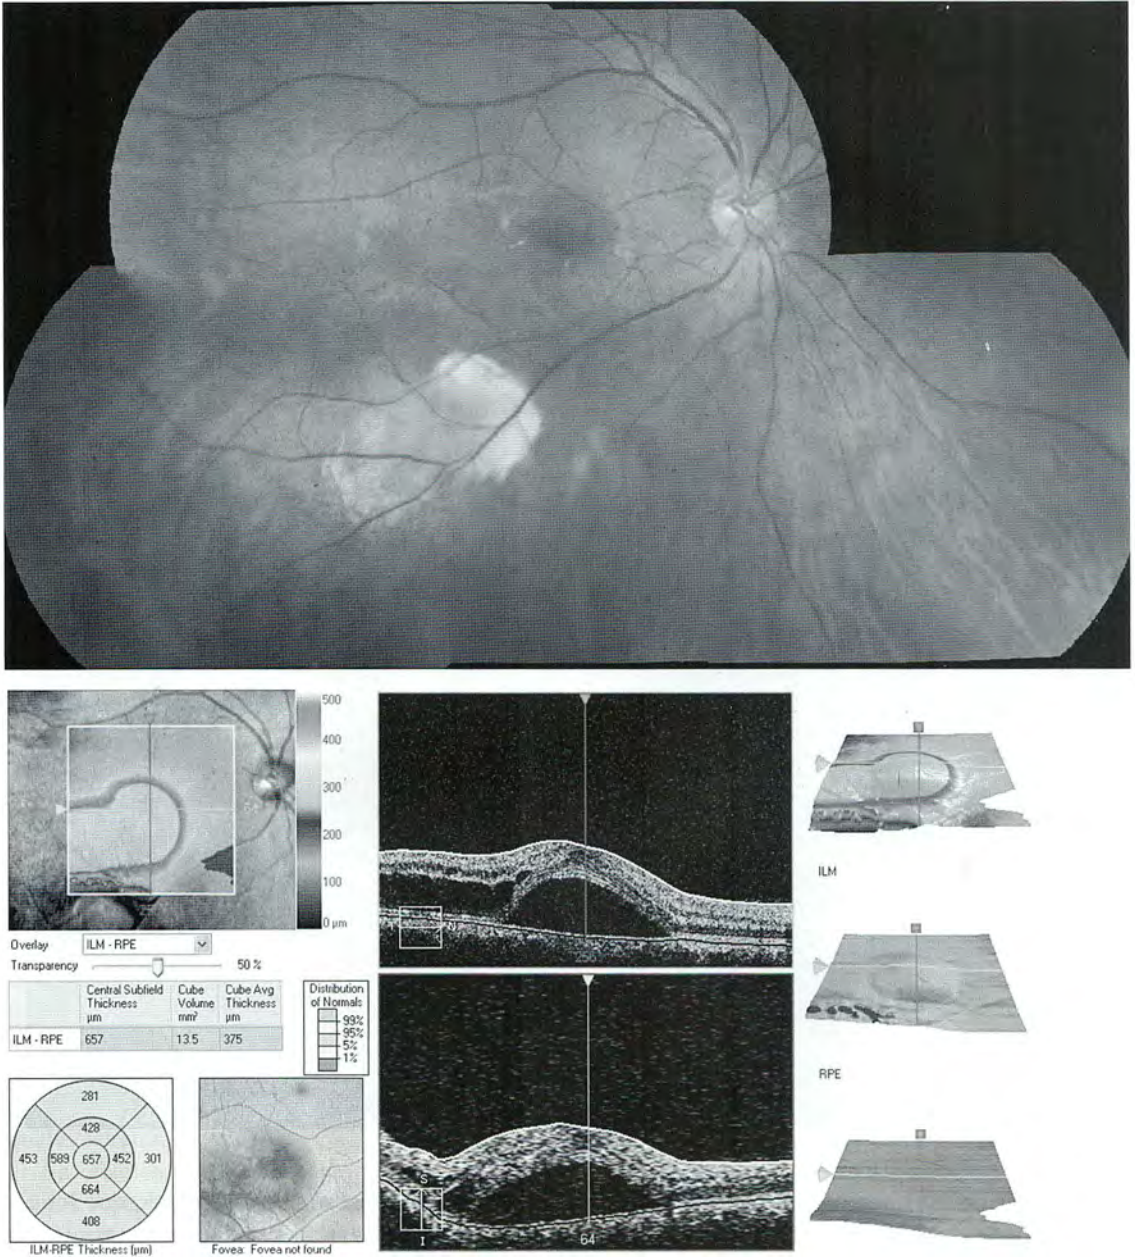 500
400
300
200
100
0 µm
Overlay
ILM - RPE
Transparency
50 %
Central Subfield Thickness µm
Cube Volume mm³
Cube Avg Thickness µm
ILM - RPE
657
13.5
375
Distribution of Normals
99%
95%
5%
1%
281
428
453
589
657
452
301
664
408
ILM-RPE Thickness (µm)
Fovea: Fovea not found
N
S
I
64
ILM
RPE